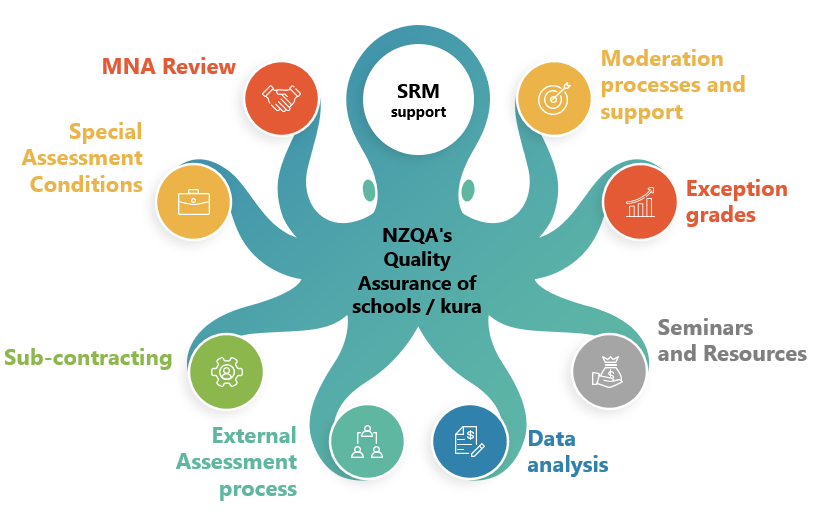 SRM
support
MNA Review
Moderation
processes and
support
Special
Assessment
Conditions
Exception
grades
NZQA's
Quality
Assurance of
schools / kura
Sub-contracting
Seminars
and Resources
External
Assessment
process
Data
analysis
$
$